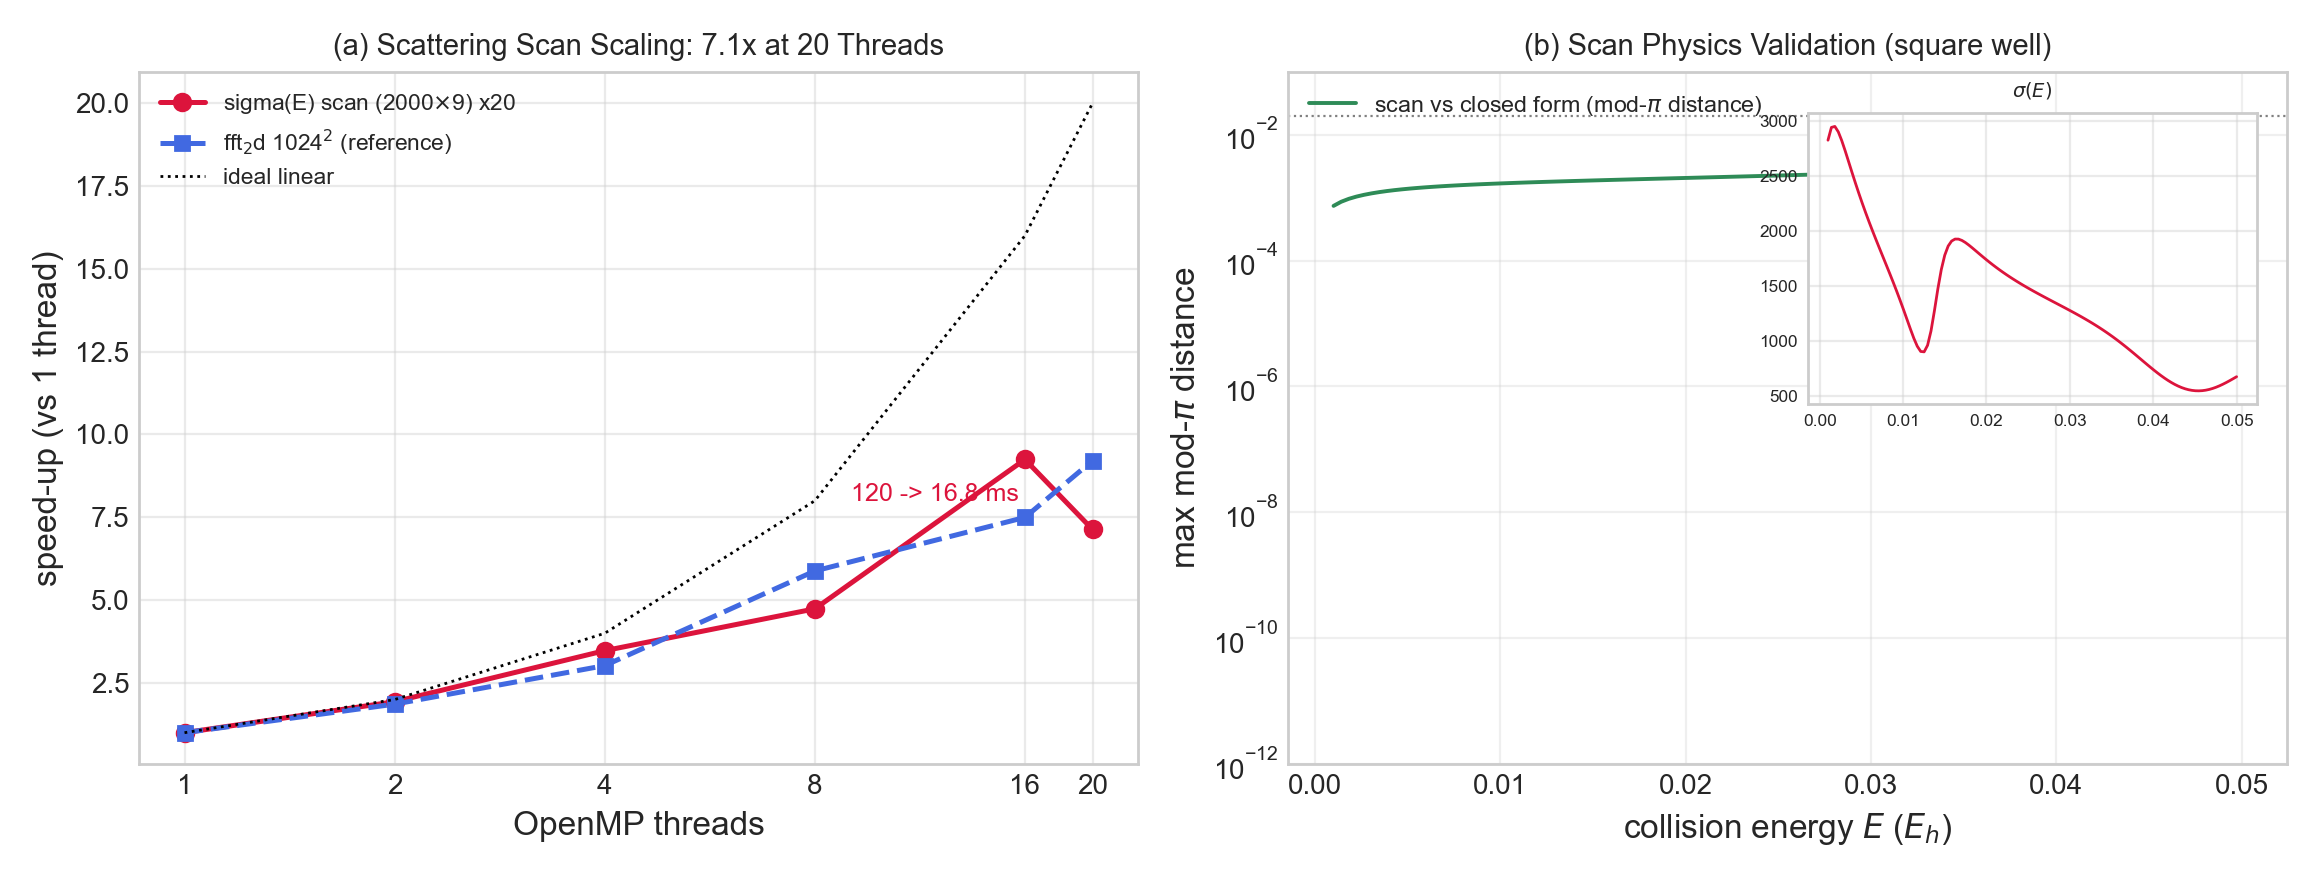 (a) Scattering Scan Scaling: 7.1x at 20 Threads
sigma(E) scan (2000×9) x20
fft₂d 1024² (reference)
ideal linear
20.0
17.5
15.0
12.5
10.0
7.5
5.0
2.5
speed-up (vs 1 thread)
120 -> 16.8 ms
1 2 4 8 16 20
OpenMP threads
(b) Scan Physics Validation (square well)
scan vs closed form (mod-π distance)
10⁻²
10⁻⁴
10⁻⁶
10⁻⁸
10⁻¹⁰
10⁻¹²
max mod-π distance
σ(E)
3000
2500
2000
1500
1000
500
0.00 0.01 0.02 0.03 0.04 0.05
0.00 0.01 0.02 0.03 0.04 0.05
collision energy E (Eₕ)